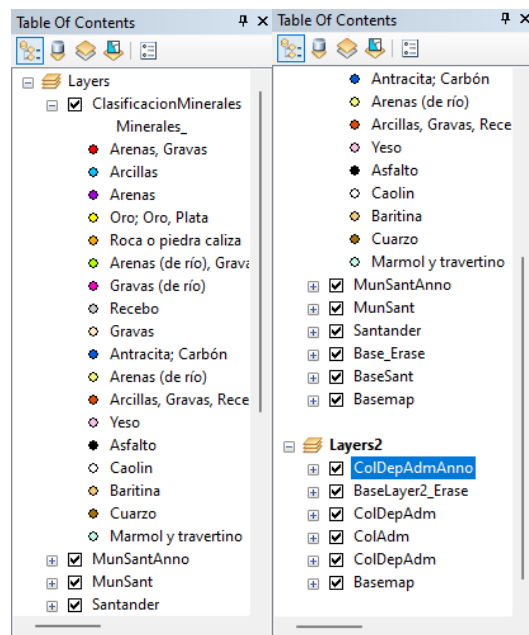 Table Of Contents
Layers
ClasificacionMinerales
Minerales_
Arenas, Gravas
Arcillas
Arenas
Oro; Oro, Plata
Roca o piedra caliza
Arenas (de río), Grava
Gravas (de río)
Recebo
Gravas
Antracita; Carbón
Arenas (de río)
Arcillas, Gravas, Rece
Yeso
Asfalto
Caolin
Baritina
Cuarzo
Marmol y travertino
MunSantAnno
MunSant
Santander
Table Of Contents
Antracita; Carbón
Arenas (de río)
Arcillas, Gravas, Rece
Yeso
Asfalto
Caolin
Baritina
Cuarzo
Marmol y travertino
MunSantAnno
MunSant
Santander
Base_Erase
BaseSant
Basemap
Layers2
ColDepAdmAnno
BaseLayer2_Erase
ColDepAdm
ColAdm
ColDepAdm
Basemap